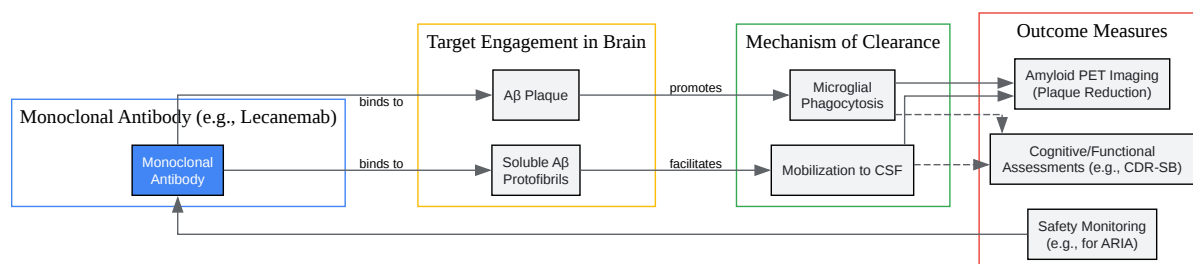 Monoclonal Antibody (e.g., Lecanemab)
Monoclonal
Antibody
binds to
binds to
Target Engagement in Brain
Aβ Plaque
Soluble Aβ
Protofibrils
promotes
facilitates
Mechanism of Clearance
Microglial
Phagocytosis
Mobilization to CSF
Outcome Measures
Amyloid PET Imaging
(Plaque Reduction)
Cognitive/Functional
Assessments (e.g., CDR-SB)
Safety Monitoring
(e.g., for ARIA)